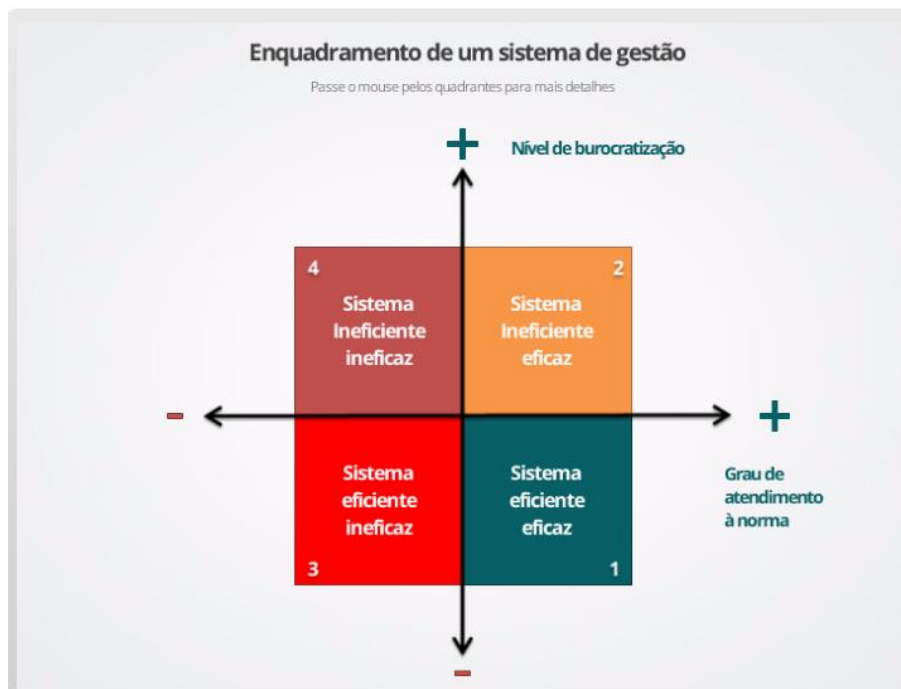 Enquadramento de um sistema de gestão
Passe o mouse pelos quadrantes para mais detalhes
+
Nível de burocratização
4
Sistema
Ineficiente
ineficaz
2
Sistema
Ineficiente
eficaz
-
+
Sistema
eficiente
ineficaz
3
Sistema
eficiente
eficaz
1
Grau de
atendimento
à norma
-